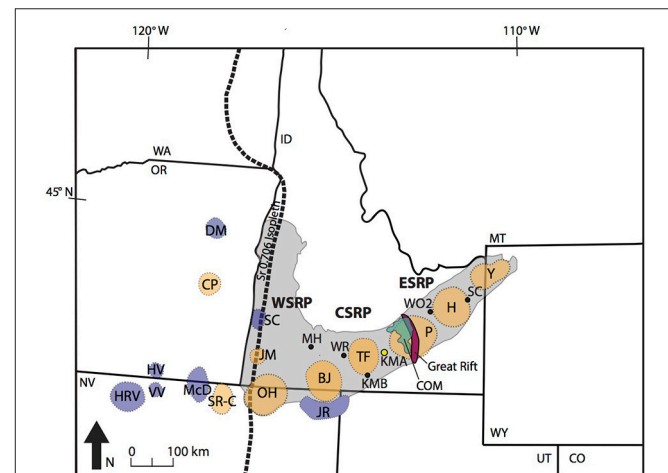 120° W
110° W
ID
WA
OR
45° N
Sr 0.706 Isopleth
MT
DM
ESRP
Y
CP
SC
WSRP
WO2
H
SC
CSRP
MH
P
WR
JM
TF
KMA
Great Rift
HV
KMB
COM
NV
BJ
HRV
VV
McD
SR-C
OH
JR
WY
N
0
100 km
UT
CO